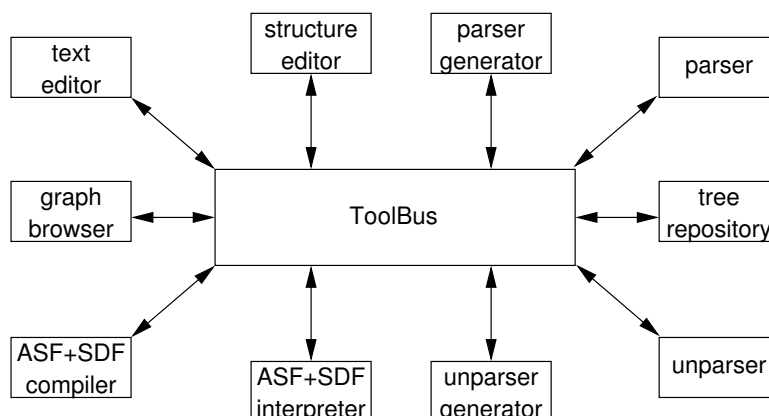 structure
editor
parser
generator
text
editor
parser
graph
browser
ToolBus
tree
repository
ASF+SDF
compiler
ASF+SDF
interpreter
unparser
generator
unparser